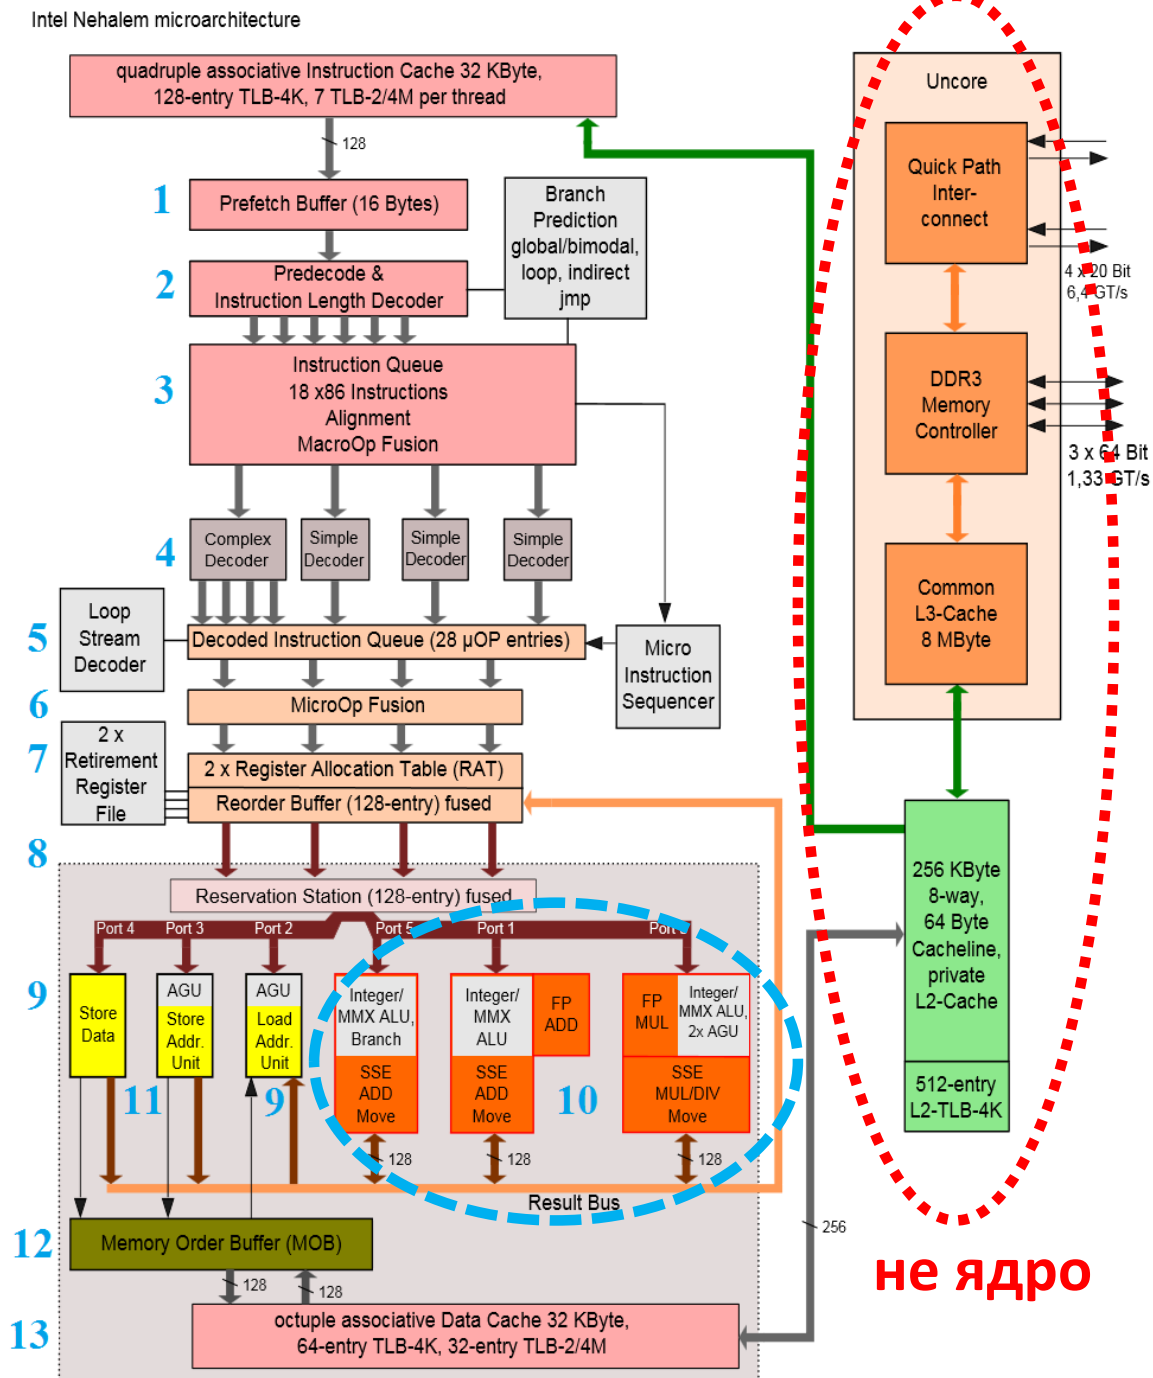 Intel Nehalem microarchitecture
quadruple associative Instruction Cache 32 KByte,
128-entry TLB-4K, 7 TLB-2/4M per thread
128
1
Prefetch Buffer (16 Bytes)
Branch
Prediction
global/bimodal,
loop, indirect
jmp
2
Predecode &
Instruction Length Decoder
3
Instruction Queue
18 x86 Instructions
Alignment
MacroOp Fusion
4
Complex
Decoder
Simple
Decoder
Simple
Decoder
Simple
Decoder
5
Loop
Stream
Decoder
Decoded Instruction Queue (28 µOP entries)
Micro
Instruction
Sequencer
6
MicroOp Fusion
7
2 x
Retirement
Register
File
2 x Register Allocation Table (RAT)
Reorder Buffer (128-entry) fused
8
Reservation Station (128-entry) fused
Port 4
Port 3
Port 2
Port 5
Port 1
Port
9
Store
Data
AGU
Store
Addr.
Unit
AGU
Load
Addr.
Unit
11
9
Integer/
MMX ALU,
Branch
SSE
ADD
Move
Integer/
MMX
ALU
FP
ADD
SSE
ADD
Move
10
FP
MUL
Integer/
MMX ALU,
2x AGU
SSE
MUL/DIV
Move
128
128
128
Result Bus
12
Memory Order Buffer (MOB)
128
128
13
octuple associative Data Cache 32 KByte,
64-entry TLB-4K, 32-entry TLB-2/4M
256
Uncore
Quick Path
Inter-
connect
4 x 20 Bit
6,4 GT/s
DDR3
Memory
Controller
3 x 64 Bit
1,33 GT/s
Common
L3-Cache
8 MByte
256 KByte
8-way,
64 Byte
Cacheline,
private
L2-Cache
512-entry
L2-TLB-4K
не ядро